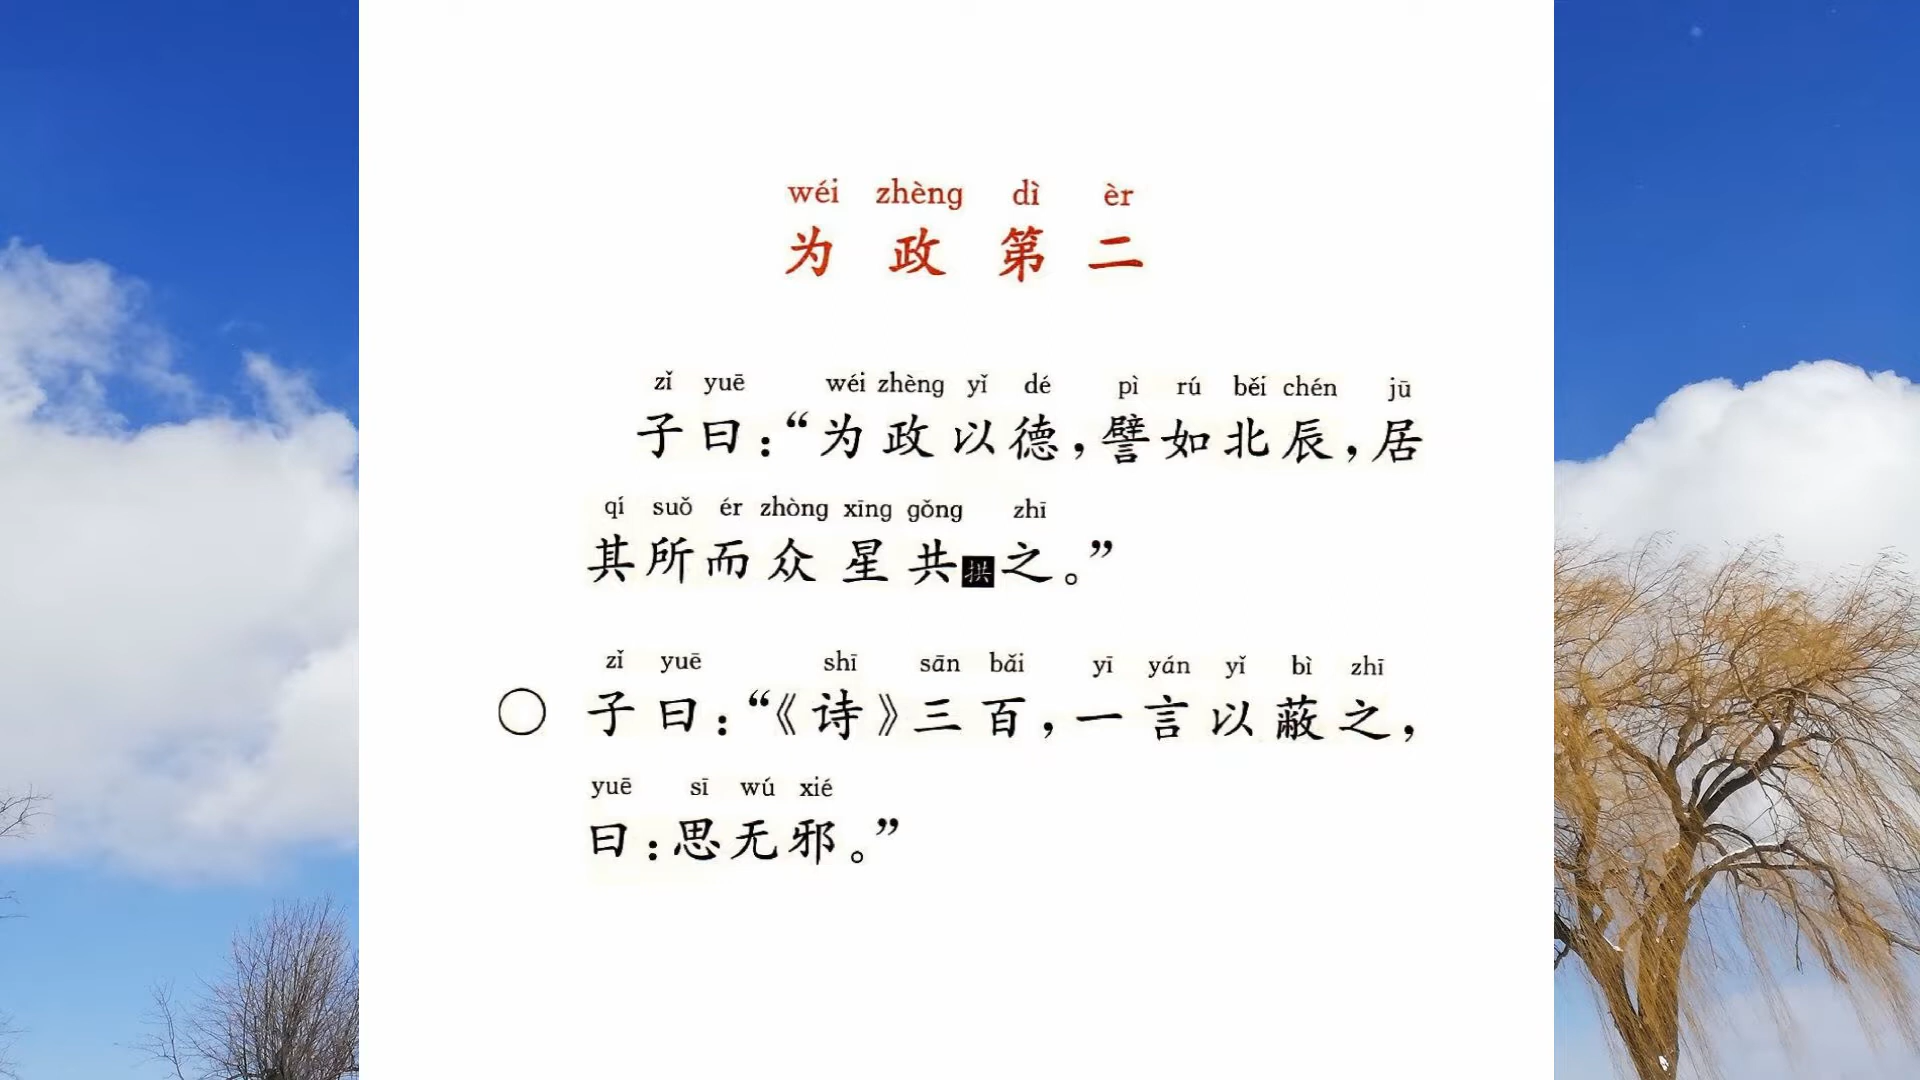 wéi zhèng dì èr
为政第二
zǐ yuē wéi zhèng yǐ dé pì rú běi chén jū
子曰：“为政以德，譬如北辰，居
qí suǒ ér zhòng xīng gǒng zhī
其所而众星共拱之。”
zǐ yuē shī sān bǎi yī yán yǐ bì zhī
○ 子曰：“《诗》三百，一言以蔽之，
yuē sī wú xié
曰：思无邪。”